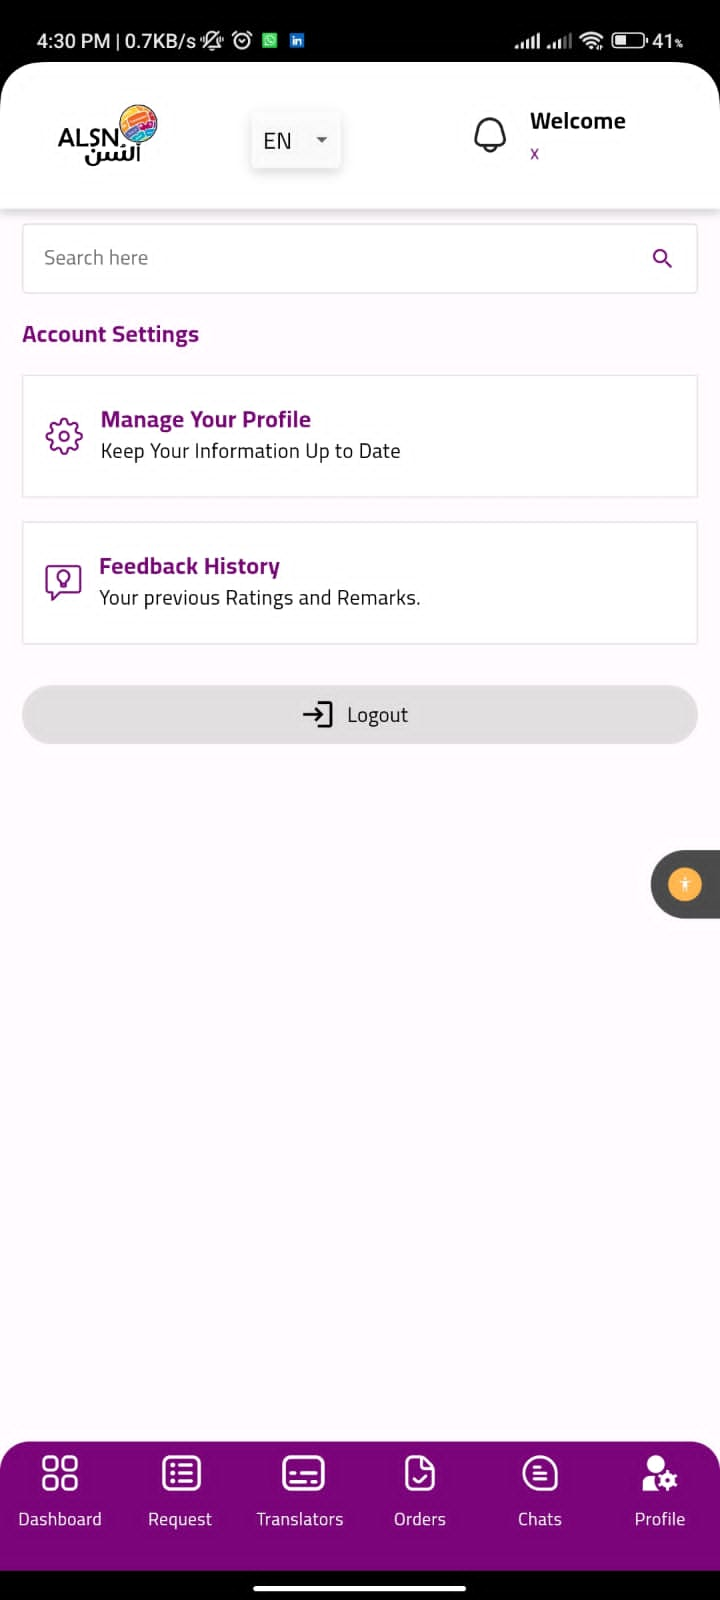 4:30 PM | 0.7KB/s
41%
ALSN
ألسن
EN
Welcome
x
Search here
Account Settings
Manage Your Profile
Keep Your Information Up to Date
Feedback History
Your previous Ratings and Remarks.
Logout
Dashboard
Request
Translators
Orders
Chats
Profile